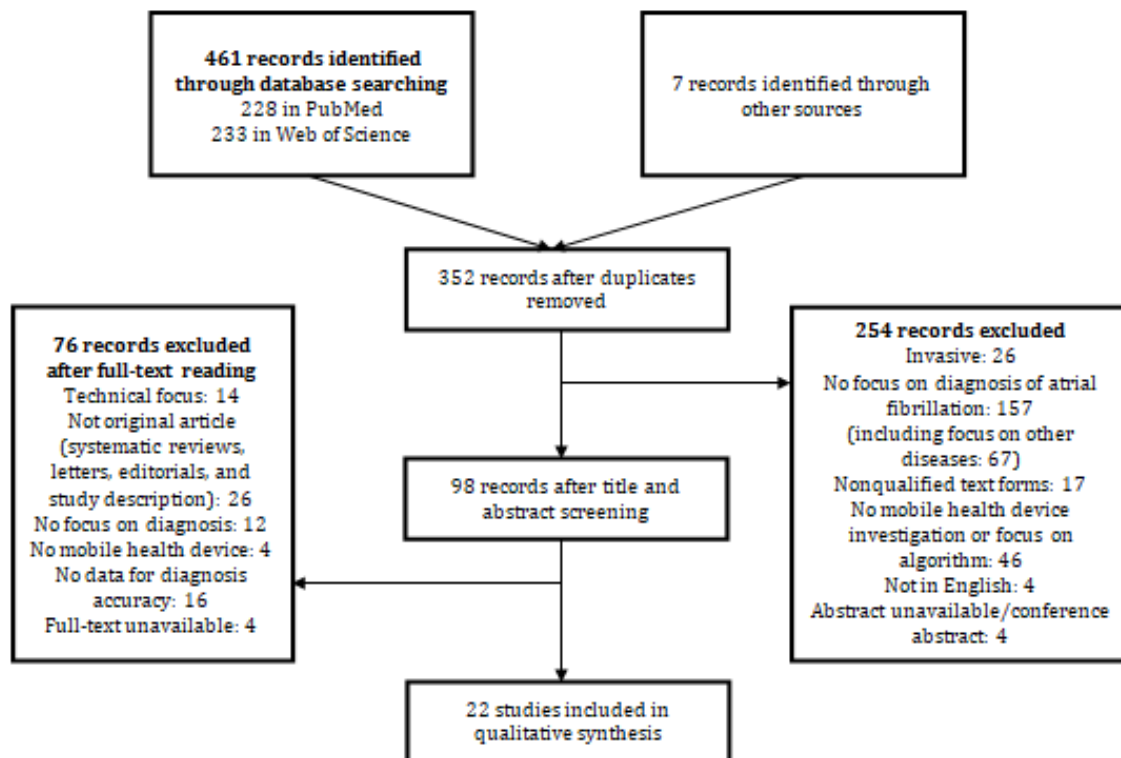 461 records identified
through database searching
228 in PubMed
233 in Web of Science
7 records identified through
other sources
352 records after duplicates
removed
76 records excluded
after full-text reading
Technical focus: 14
Not original article
(systematic reviews,
letters, editorials, and
study description): 26
No focus on diagnosis: 12
No mobile health device: 4
No data for diagnosis
accuracy: 16
Full-text unavailable: 4
254 records excluded
Invasive: 26
No focus on diagnosis of atrial
fibrillation: 157
(including focus on other
diseases: 67)
Nonqualified text forms: 17
No mobile health device
investigation or focus on
algorithm: 46
Not in English: 4
Abstract unavailable/conference
abstract: 4
98 records after title and
abstract screening
22 studies included in
qualitative synthesis